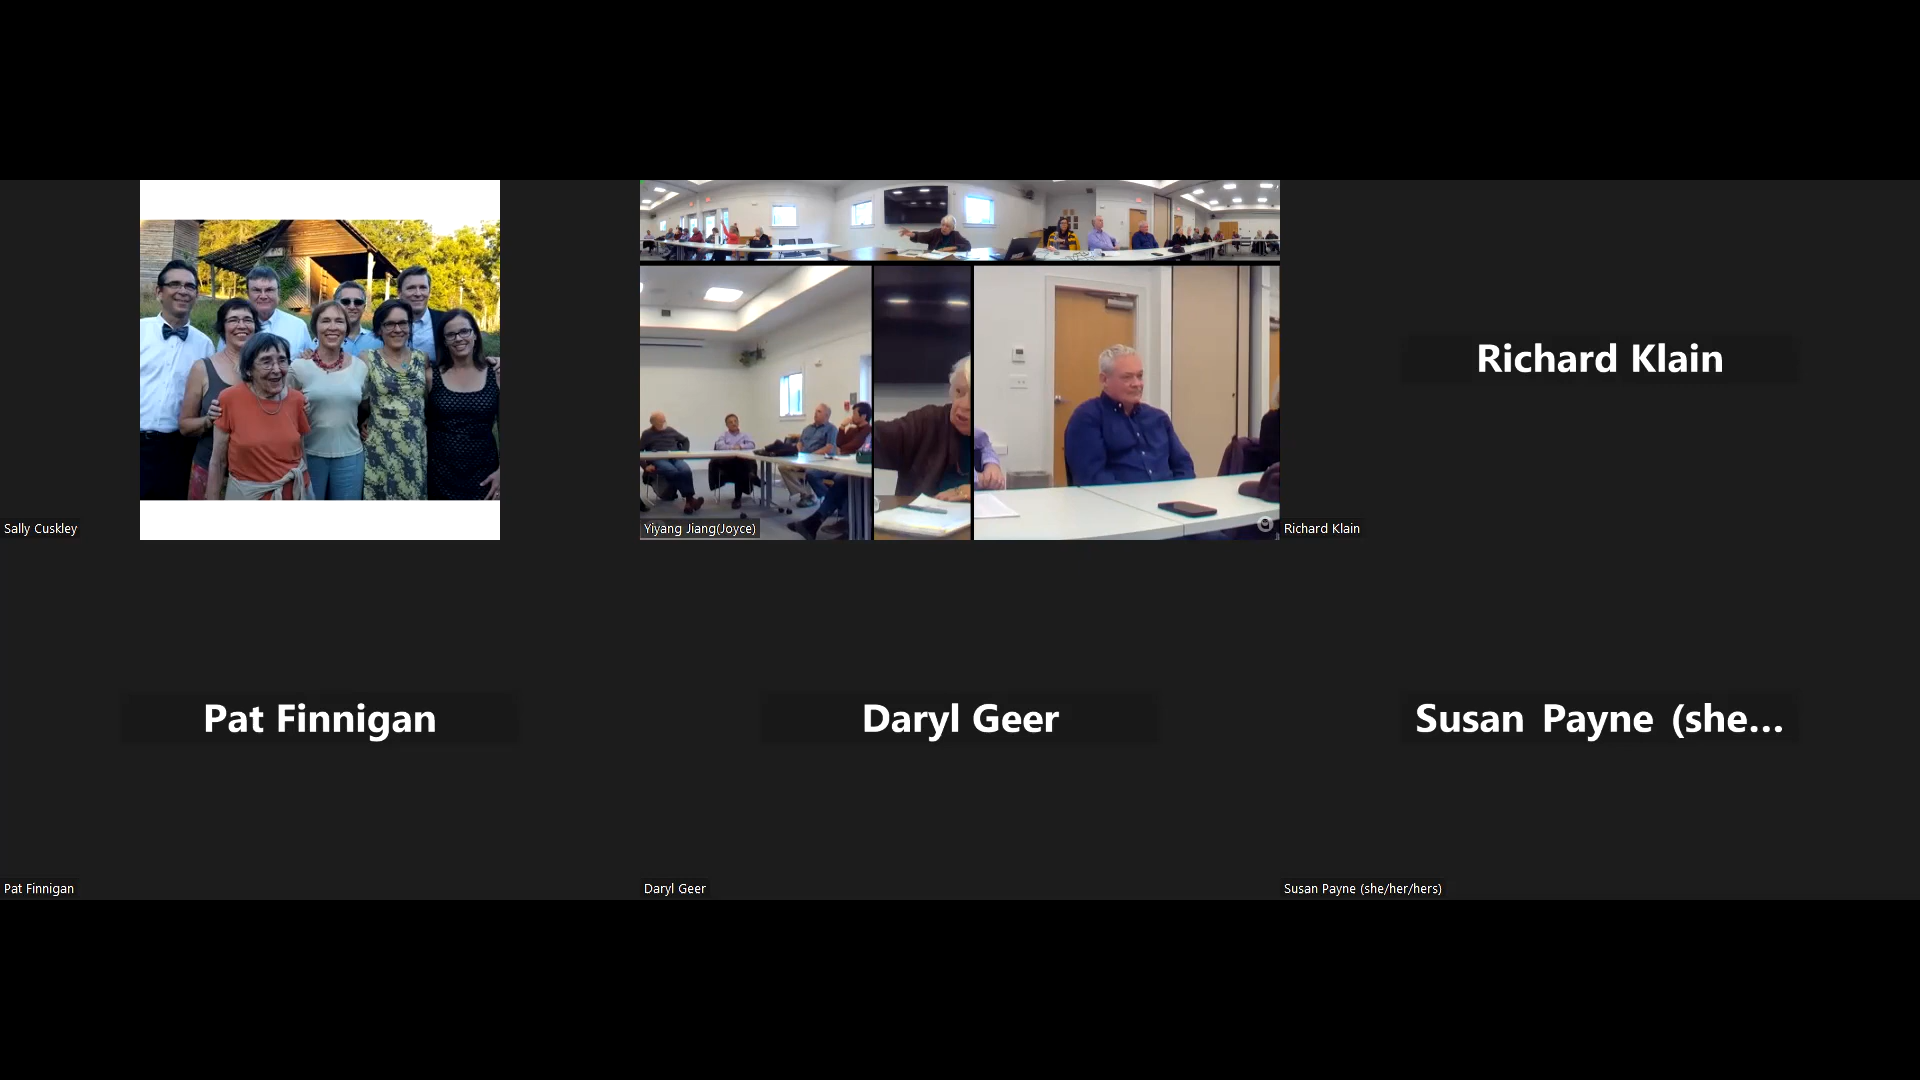 Sally Cuskley
Yiyang Jiang(Joyce)
Richard Klain
Richard Klain
Pat Finnigan
Daryl Geer
Susan Payne (she...
Pat Finnigan
Daryl Geer
Susan Payne (she/her/hers)